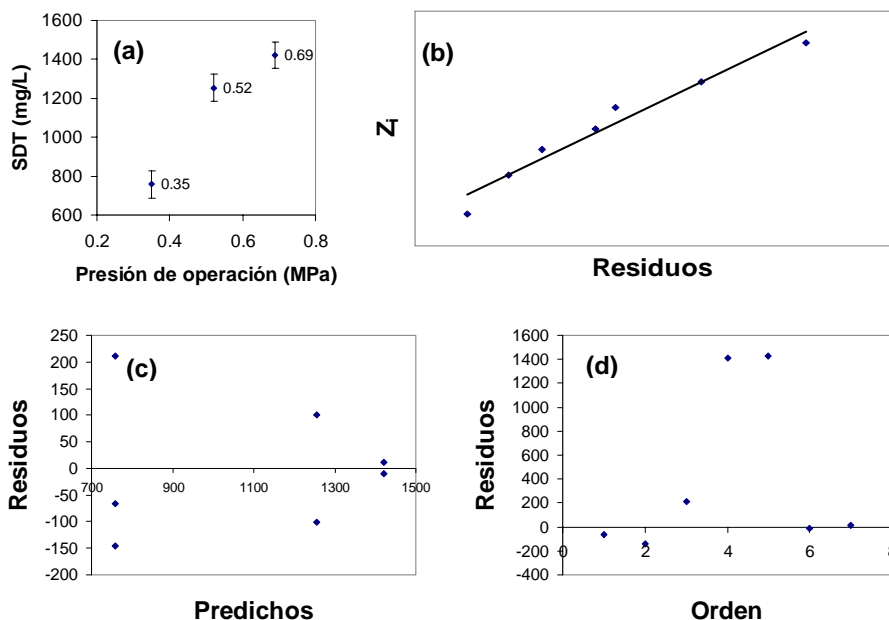 (a)
SDT (mg/L)
1600
1400
1200
1000
800
600
0.69
0.52
0.35
0.2 0.4 0.6 0.8
Presión de operación (MPa)
(b)
Zi
Residuos
(c)
Residuos
250
200
150
100
50
0
-50
-100
-150
-200
700 900 1100 1300 1500
Predichos
(d)
Residuos
1600
1400
1200
1000
800
600
400
200
0
-200
-400
0 2 4 6 8
Orden